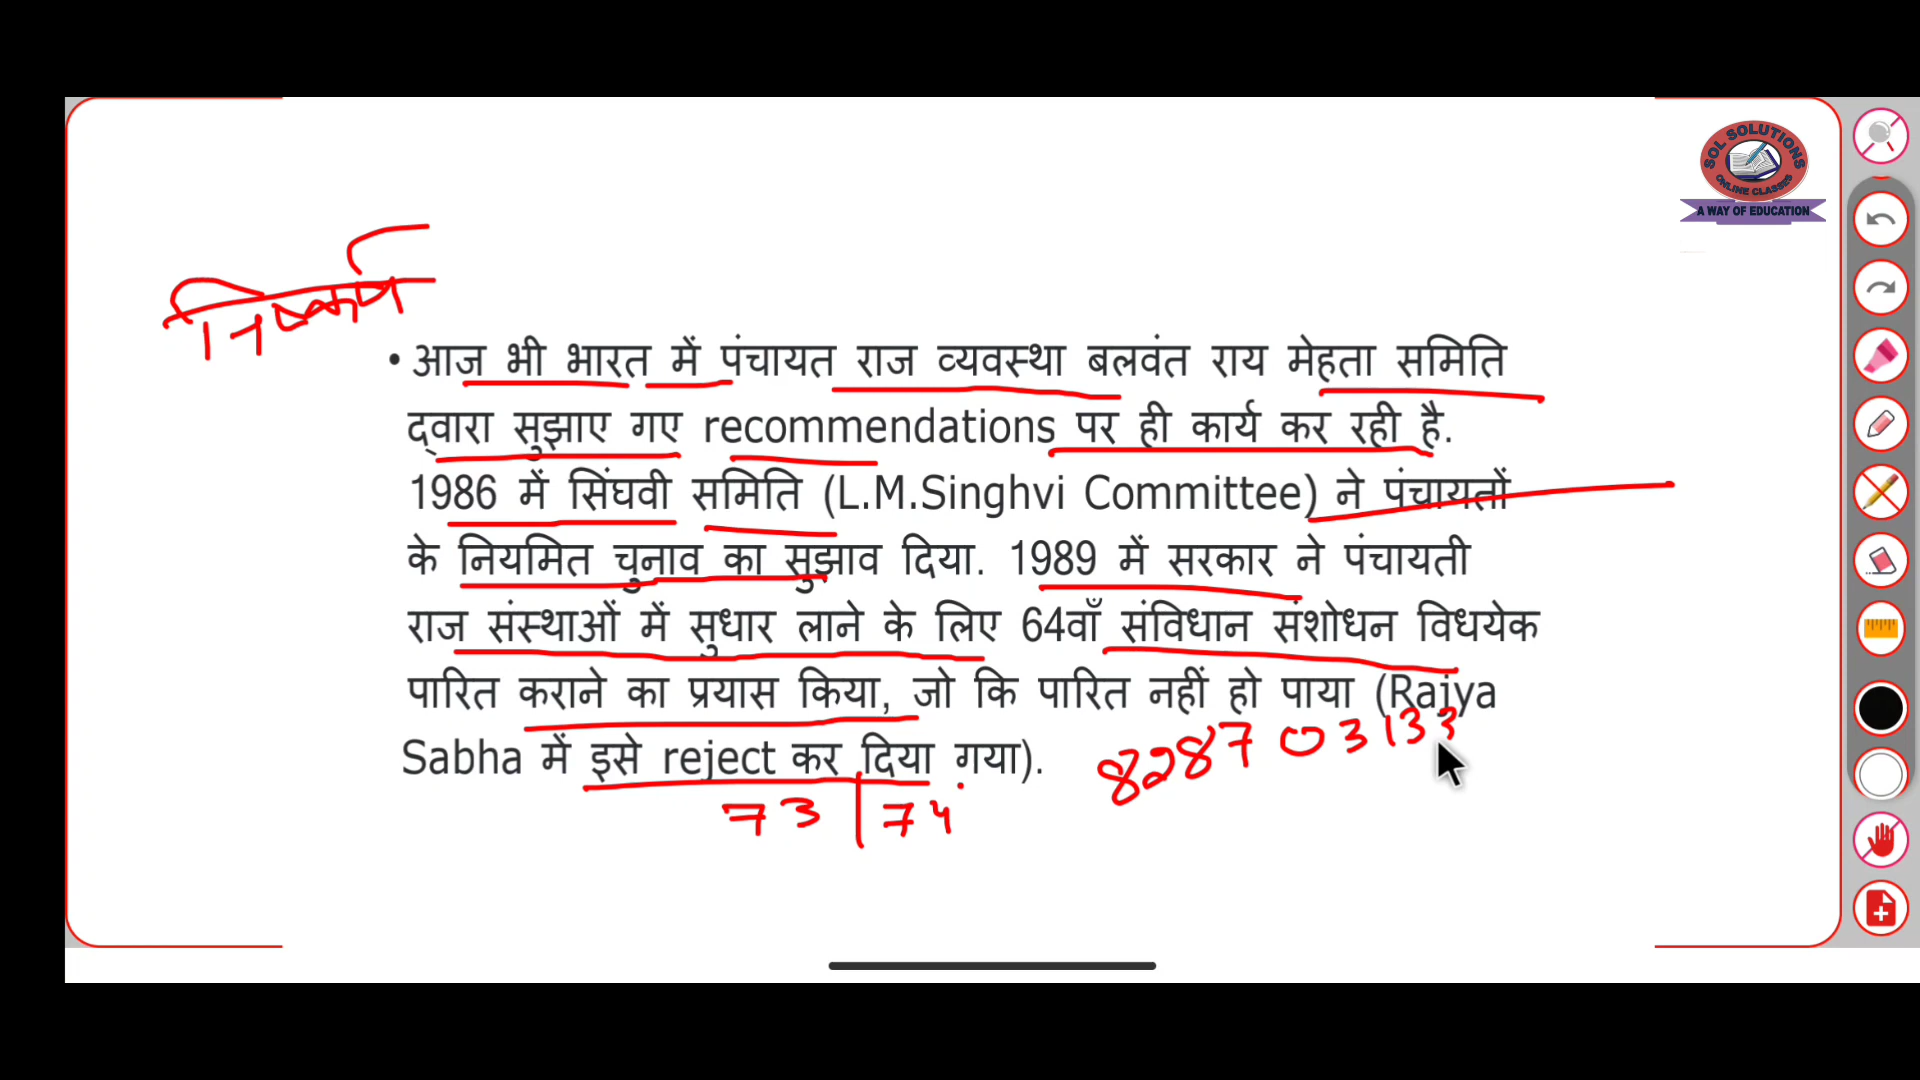 SOL SOLUTIONS
ONLINE CLASSES
A WAY OF EDUCATION
निष्कर्ष
• आज भी भारत में पंचायत राज व्यवस्था बलवंत राय मेहता समिति
द्वारा सुझाए गए recommendations पर ही कार्य कर रही है.
1986 में सिंघवी समिति (L.M.Singhvi Committee) ने पंचायतों
के नियमित चुनाव का सुझाव दिया. 1989 में सरकार ने पंचायती
राज संस्थाओं में सुधार लाने के लिए 64वाँ संविधान संशोधन विधयेक
पारित कराने का प्रयास किया, जो कि पारित नहीं हो पाया (Rajya
Sabha में इसे reject कर दिया गया).
8287703133
73 | 74